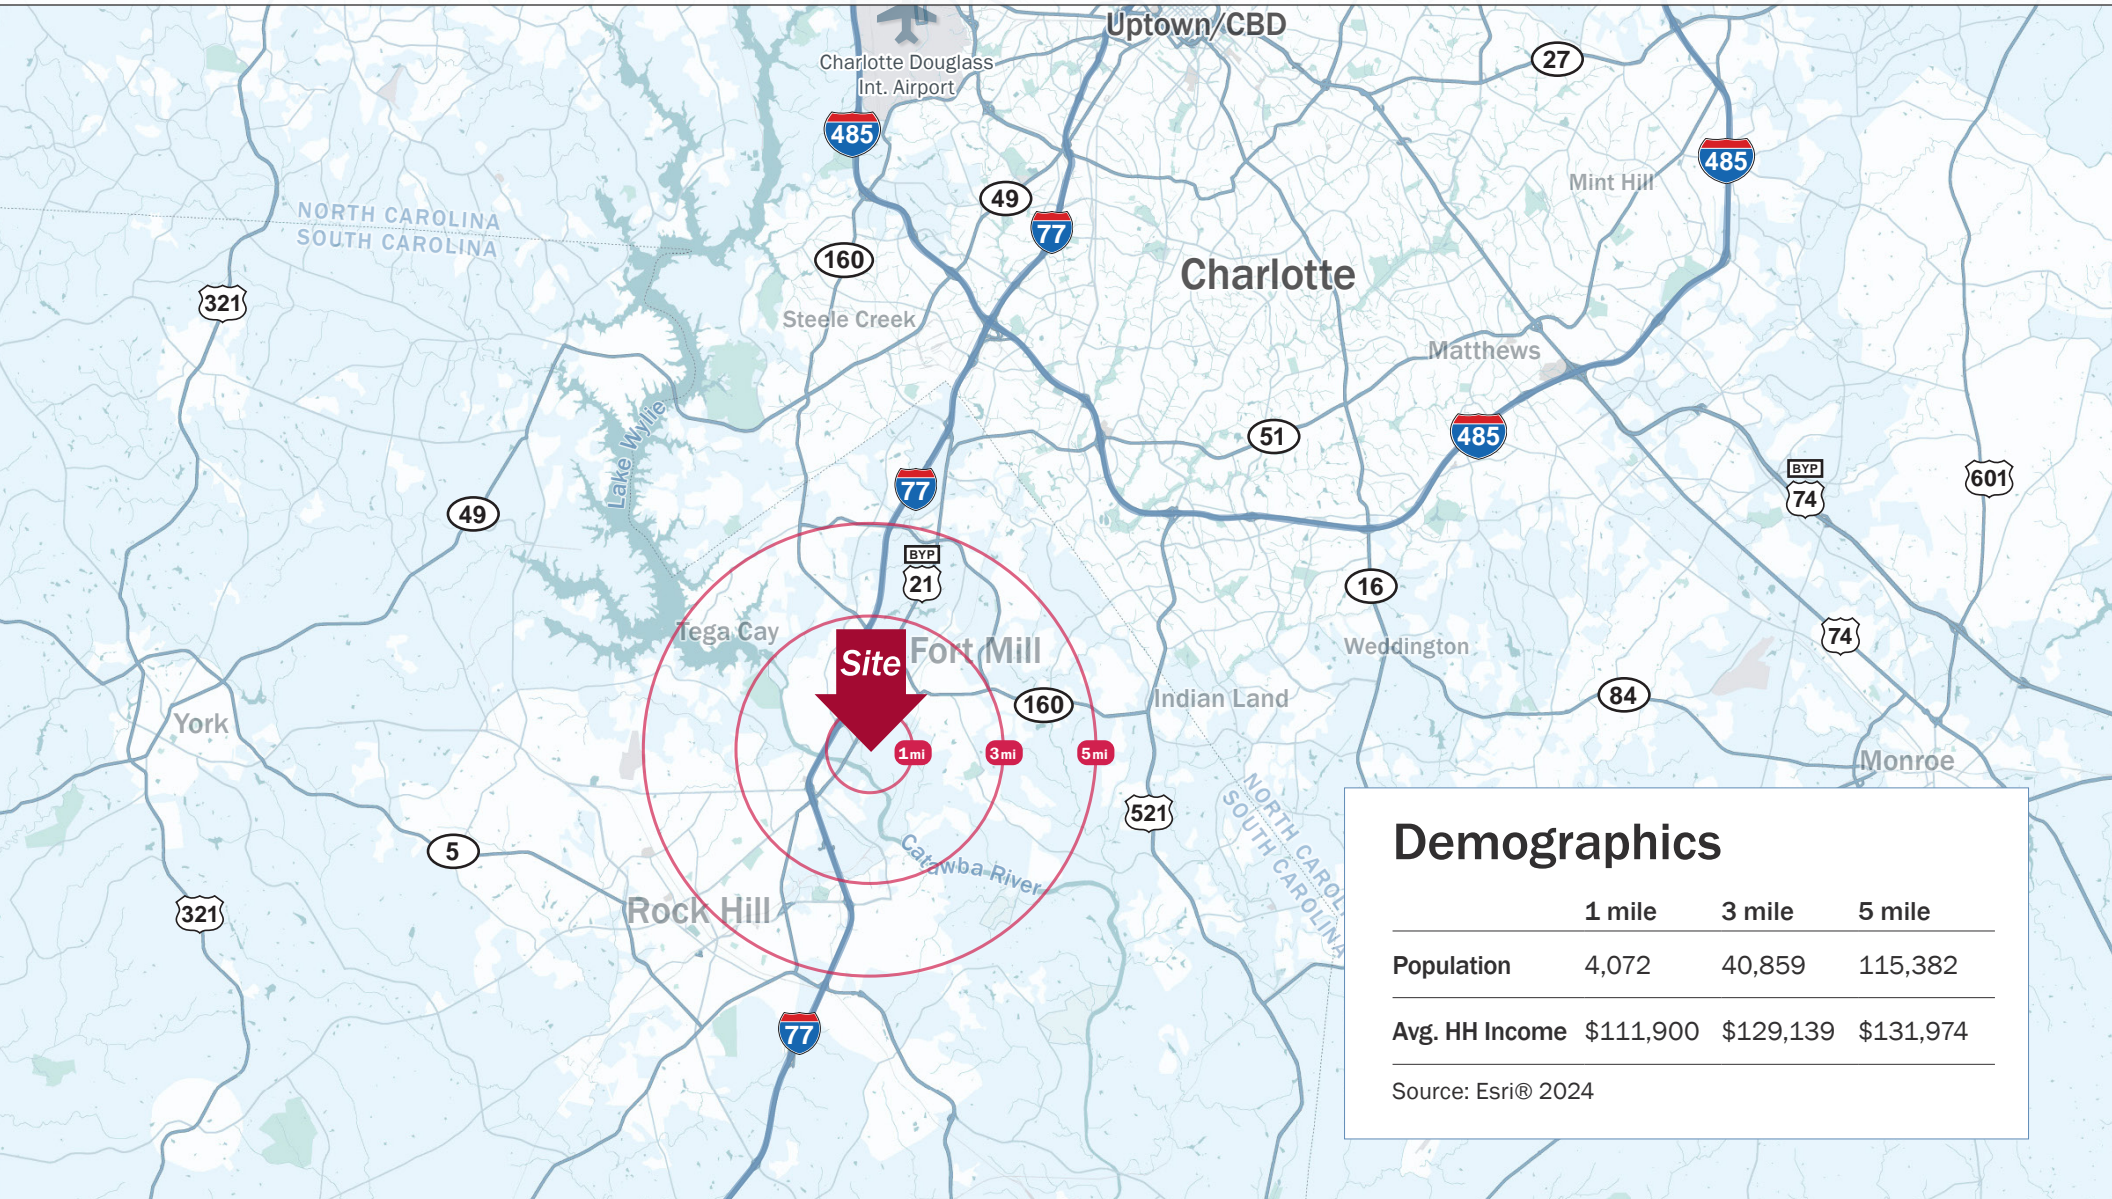 Uptown/CBD
Charlotte Douglass
Int. Airport
27
485
485
Mint Hill
49
77
NORTH CAROLINA
SOUTH CAROLINA
160
Charlotte
321
Steele Creek
Matthews
Lake Wylie
51
485
77
BYP
74
601
49
BYP
21
16
Tega Cay
Site
Fort Mill
74
Weddington
160
Indian Land
84
York
1mi
3mi
5mi
Monroe
521
NORTH CAROLI
SOUTH CAROLINA
5
Catawba River
Rock Hill
321
77
Demographics
1 mile 3 mile 5 mile
Population 4,072 40,859 115,382
Avg. HH Income $111,900 $129,139 $131,974
Source: Esri® 2024